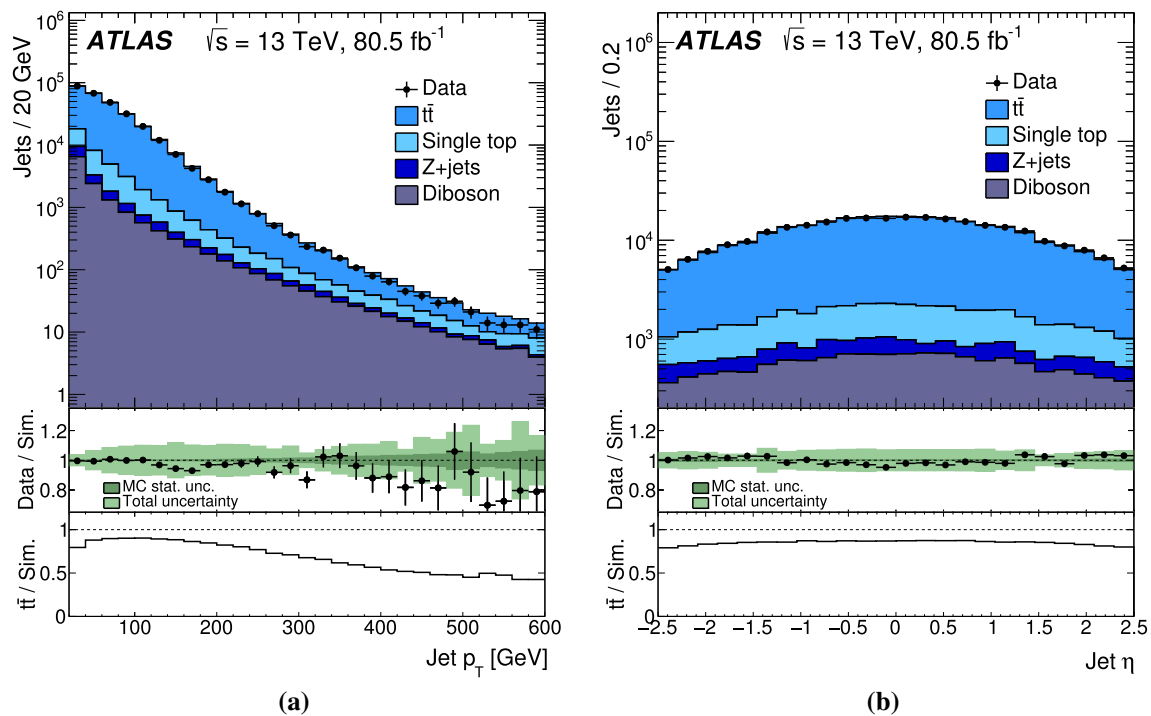 ATLAS √s = 13 TeV, 80.5 fb⁻¹
Jets / 20 GeV
10⁶
10⁵
10⁴
10³
10²
10
1
Data
tt̄
Single top
Z+jets
Diboson
Data / Sim.
1.2
1
0.8
MC stat. unc.
Total uncertainty
tt̄ / Sim.
1
0.5
0
100 200 300 400 500 600
Jet p_T [GeV]
(a)
ATLAS √s = 13 TeV, 80.5 fb⁻¹
Jets / 0.2
10⁶
10⁵
10⁴
10³
Data
tt̄
Single top
Z+jets
Diboson
Data / Sim.
1.2
1
0.8
MC stat. unc.
Total uncertainty
tt̄ / Sim.
1
0.5
0
−2.5 −2 −1.5 −1 −0.5 0 0.5 1 1.5 2 2.5
Jet η
(b)